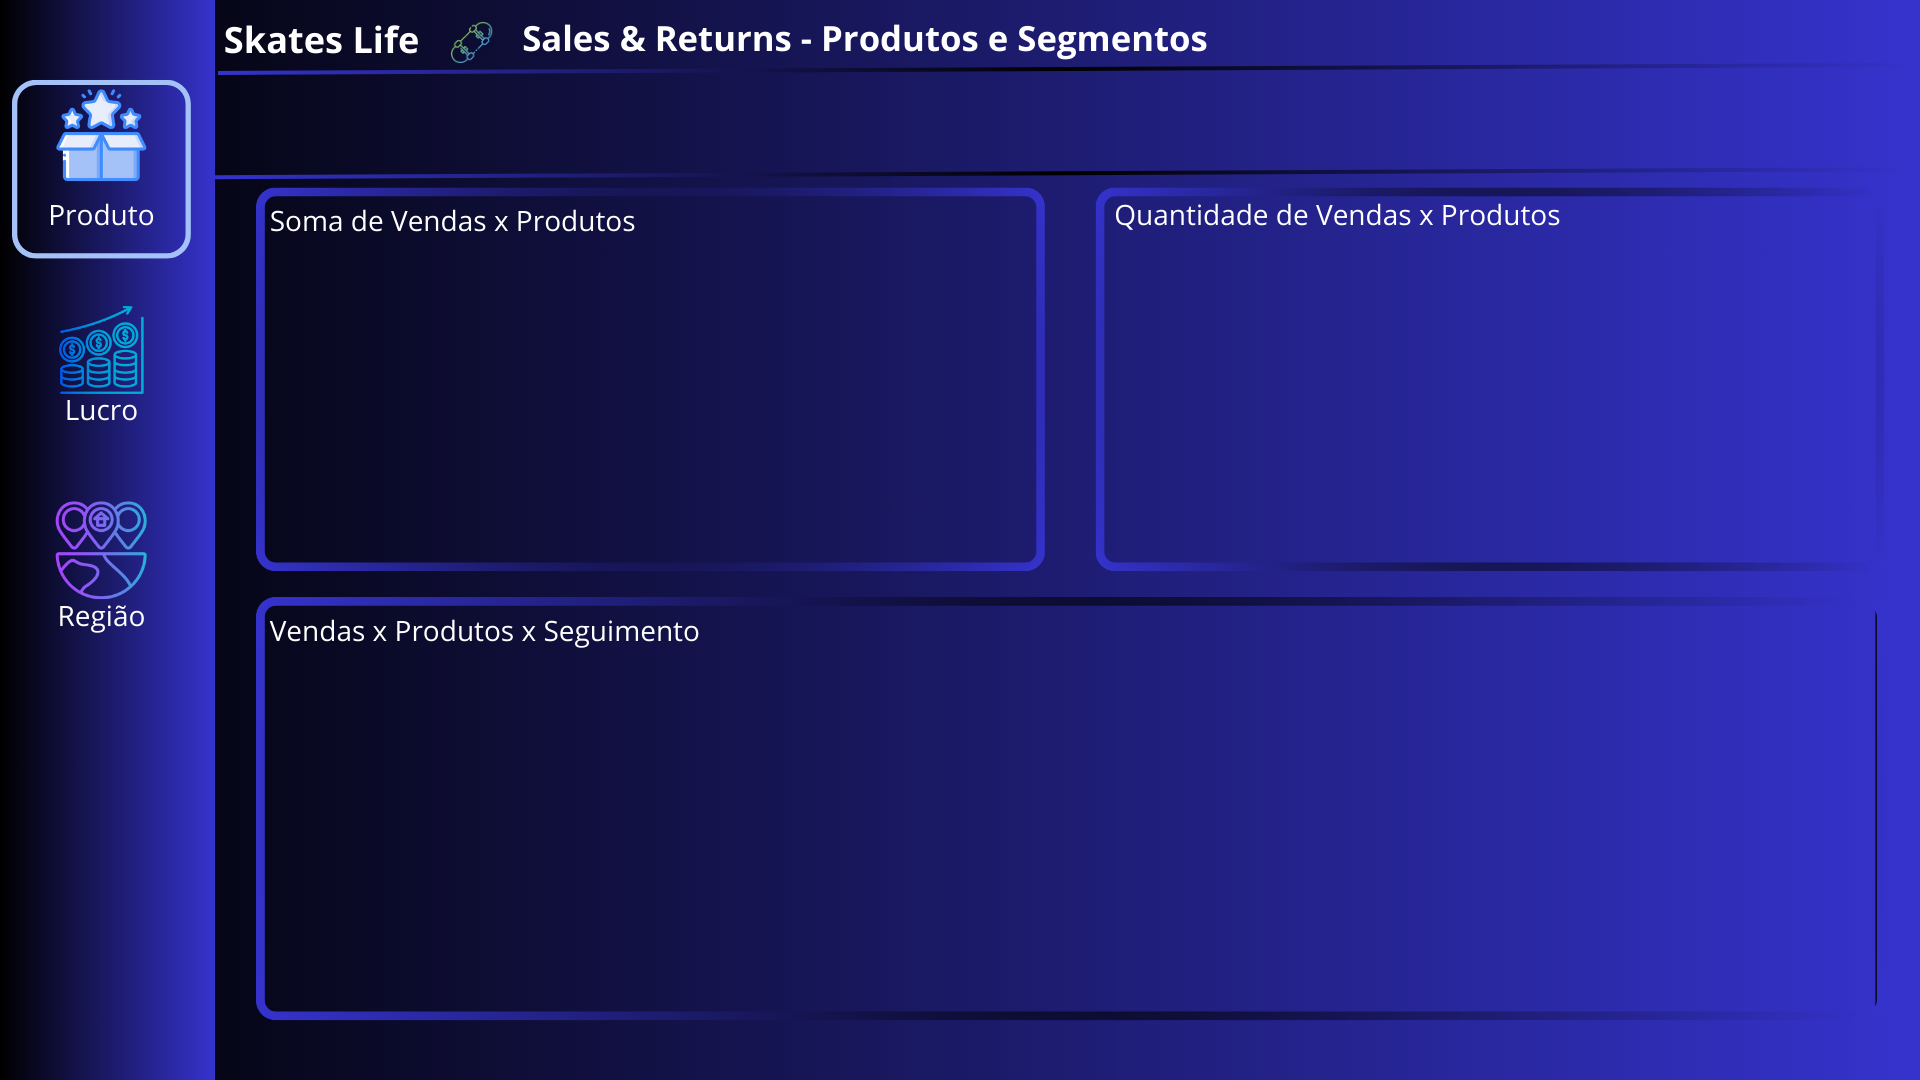 Skates Life
Sales & Returns - Produtos e Segmentos
Produto
Lucro
Região
Soma de Vendas x Produtos
Quantidade de Vendas x Produtos
Vendas x Produtos x Seguimento